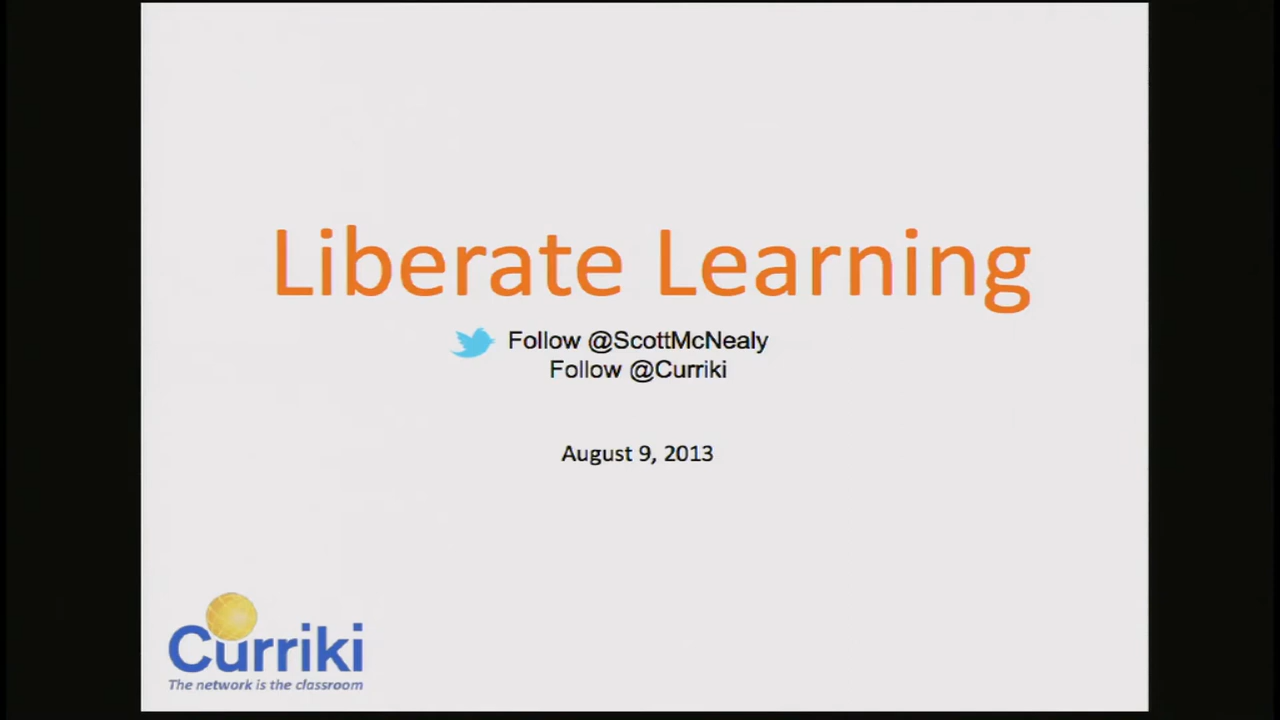 Liberate Learning
Follow @ScottMcNealy
Follow @Curriki
August 9, 2013
Curriki
The network is the classroom